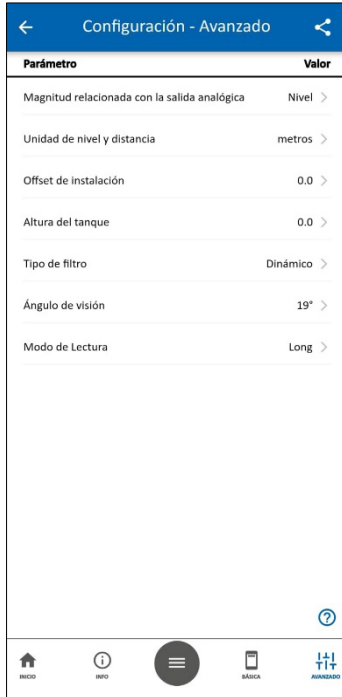 Configuración - Avanzado
Parámetro Valor
Magnitud relacionada con la salida analógica Nivel
Unidad de nivel y distancia metros
Offset de instalación 0.0
Altura del tanque 0.0
Tipo de filtro Dinámico
Ángulo de visión 19°
Modo de Lectura Long
INICIO INFO BÁSICA AVANZADO